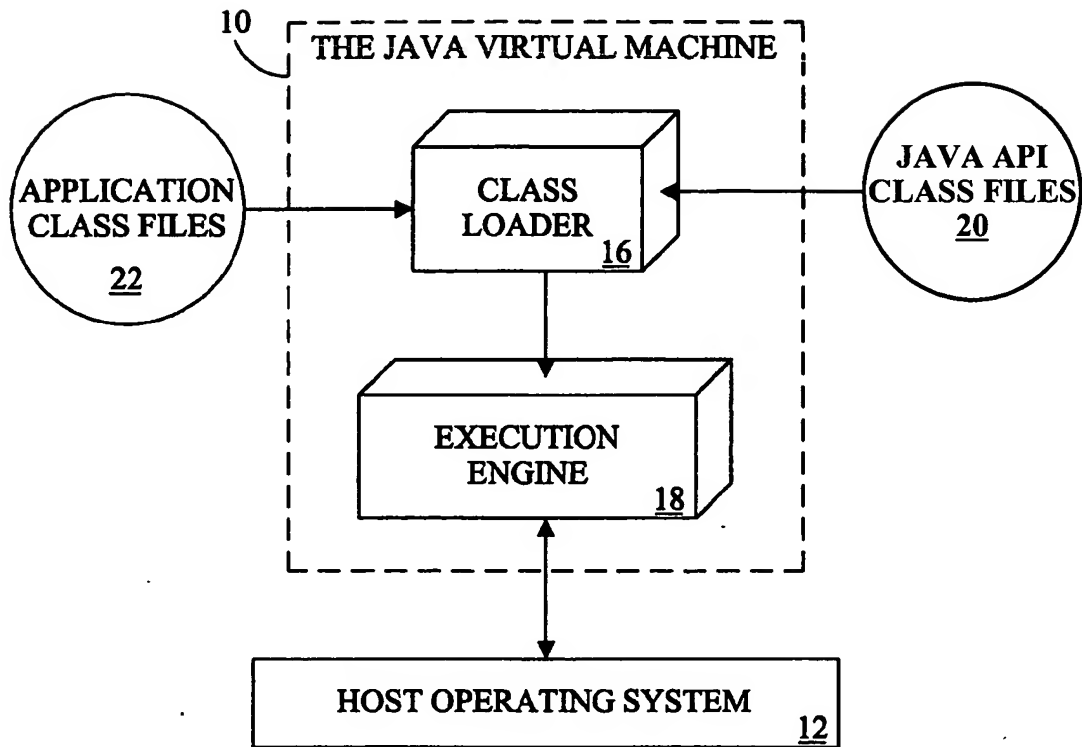 10
THE JAVA VIRTUAL MACHINE
APPLICATION
CLASS FILES
22
CLASS
LOADER
16
JAVA API
CLASS FILES
20
EXECUTION
ENGINE
18
HOST OPERATING SYSTEM
12